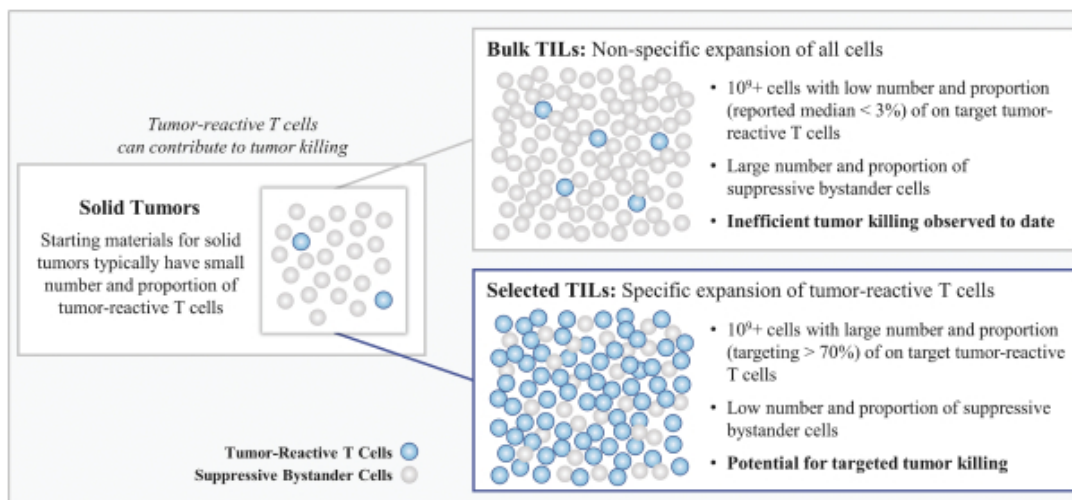 Tumor-reactive T cells
can contribute to tumor killing
Solid Tumors
Starting materials for solid
tumors typically have small
number and proportion of
tumor-reactive T cells
Bulk TILs: Non-specific expansion of all cells
• 10⁹+ cells with low number and proportion
(reported median < 3%) of on target tumor-
reactive T cells
• Large number and proportion of
suppressive bystander cells
• Inefficient tumor killing observed to date
Selected TILs: Specific expansion of tumor-reactive T cells
• 10⁹+ cells with large number and proportion
(targeting > 70%) of on target tumor-reactive
T cells
• Low number and proportion of suppressive
bystander cells
• Potential for targeted tumor killing
Tumor-Reactive T Cells
Suppressive Bystander Cells